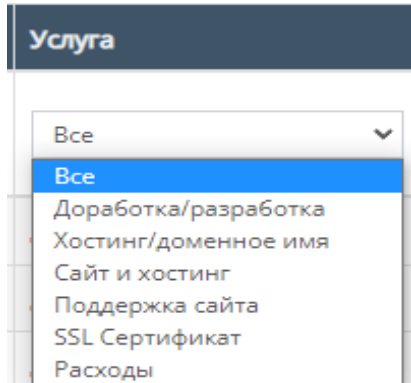 Услуга
Все
Все
Доработка/разработка
Хостинг/доменное имя
Сайт и хостинг
Поддержка сайта
SSL Сертификат
Расходы